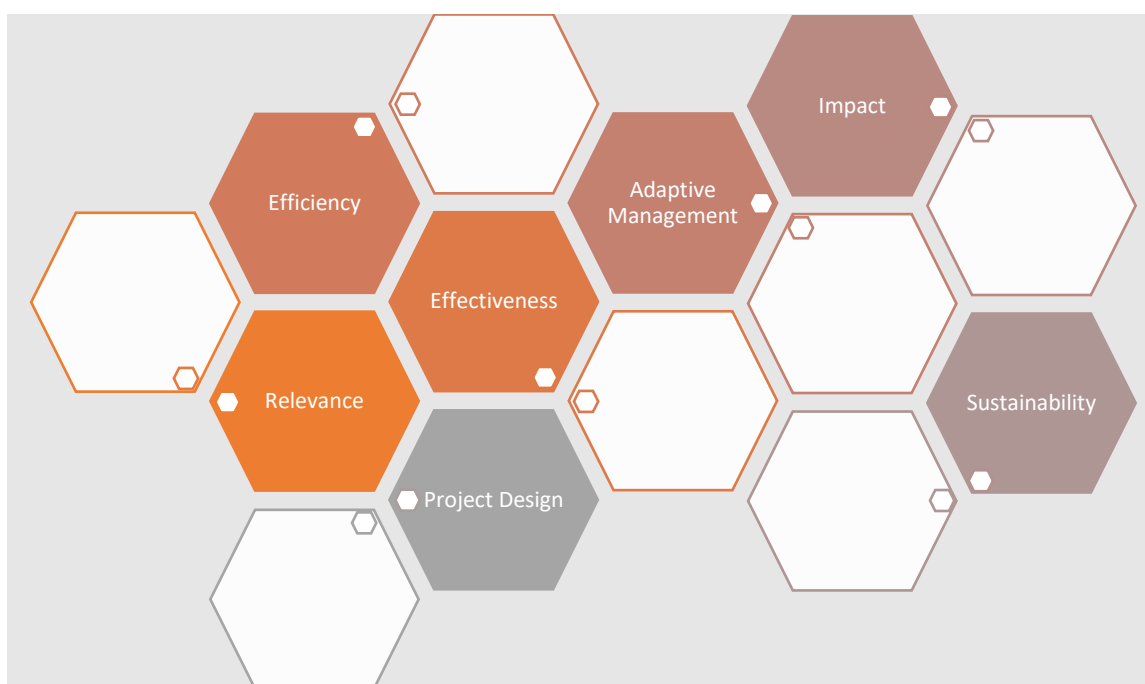 Impact
Efficiency
Adaptive
Management
Effectiveness
Relevance
Sustainability
Project Design